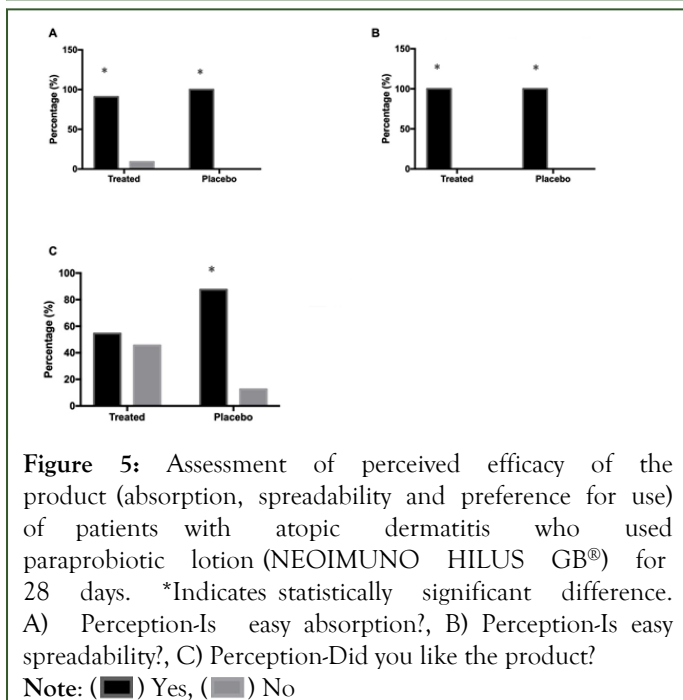 A
150
100
50
0
Percentage (%)
*
*
Treated
Placebo
B
150
100
50
0
Percentage (%)
*
*
Treated
Placebo
C
100
80
60
40
20
0
Percentage (%)
*
Treated
Placebo
Figure 5: Assessment of perceived efficacy of the
product (absorption, spreadability and preference for use)
of patients with atopic dermatitis who used
paraprobiotic lotion (NEOIMUNO HILUS GB®) for
28 days. *Indicates statistically significant difference.
A) Perception-Is easy absorption?, B) Perception-Is easy
spreadability?, C) Perception-Did you like the product?
Note: ( ) Yes, ( ) No